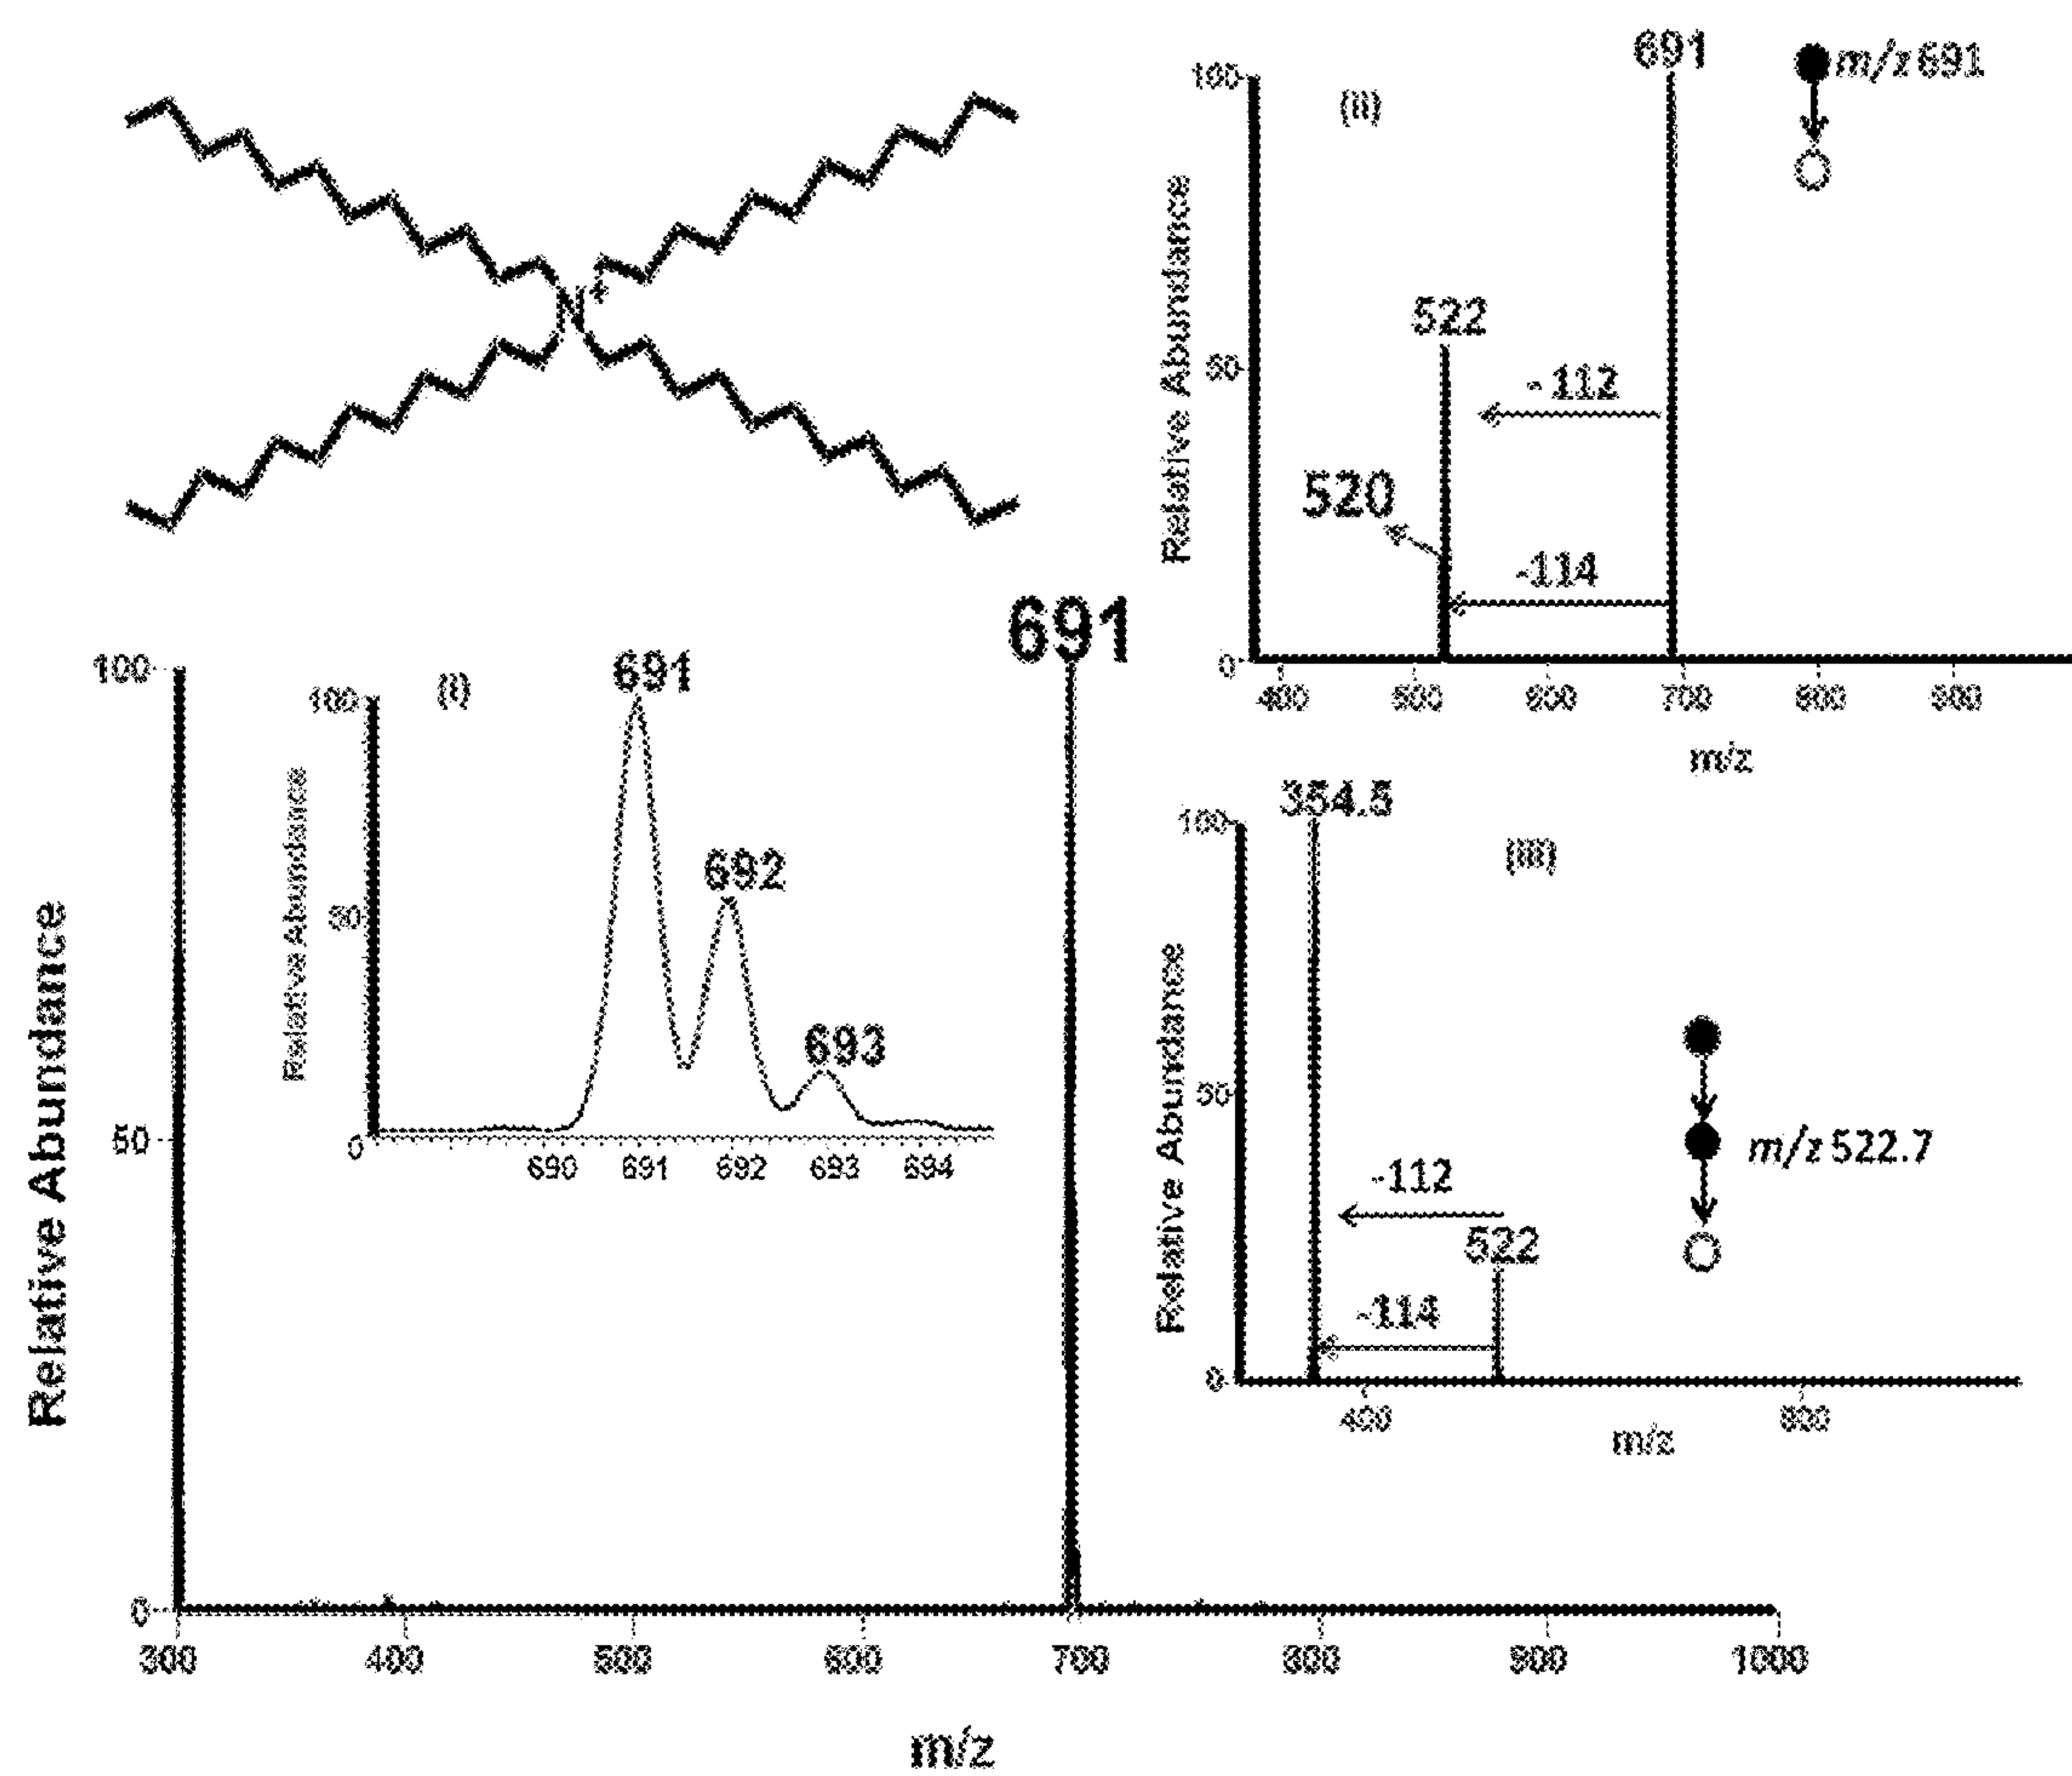 N+
691
100
50
0
300 400 500 600 700 800 900 1000
Relative Abundance
m/z
(i)
691
692
693
100
50
0
690 691 692 693 694
Relative Abundance
(ii)
691
m/z 691
522
-112
520
-114
100
50
0
400 500 600 700 800 900
Relative Abundance
m/z
(iii)
354.5
m/z 522.7
-112
522
-114
100
50
0
400 800
Relative Abundance
m/z